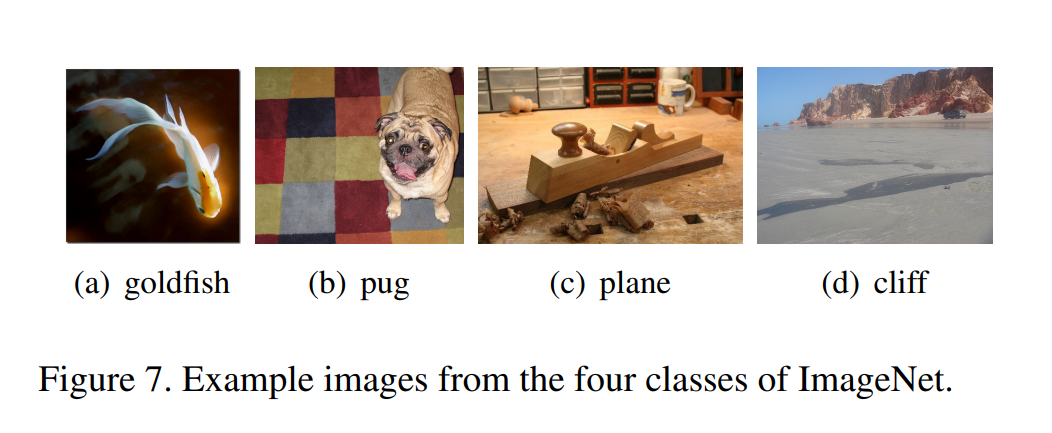 (a) goldfish
(b) pug
(c) plane
(d) cliff
Figure 7. Example images from the four classes of ImageNet.